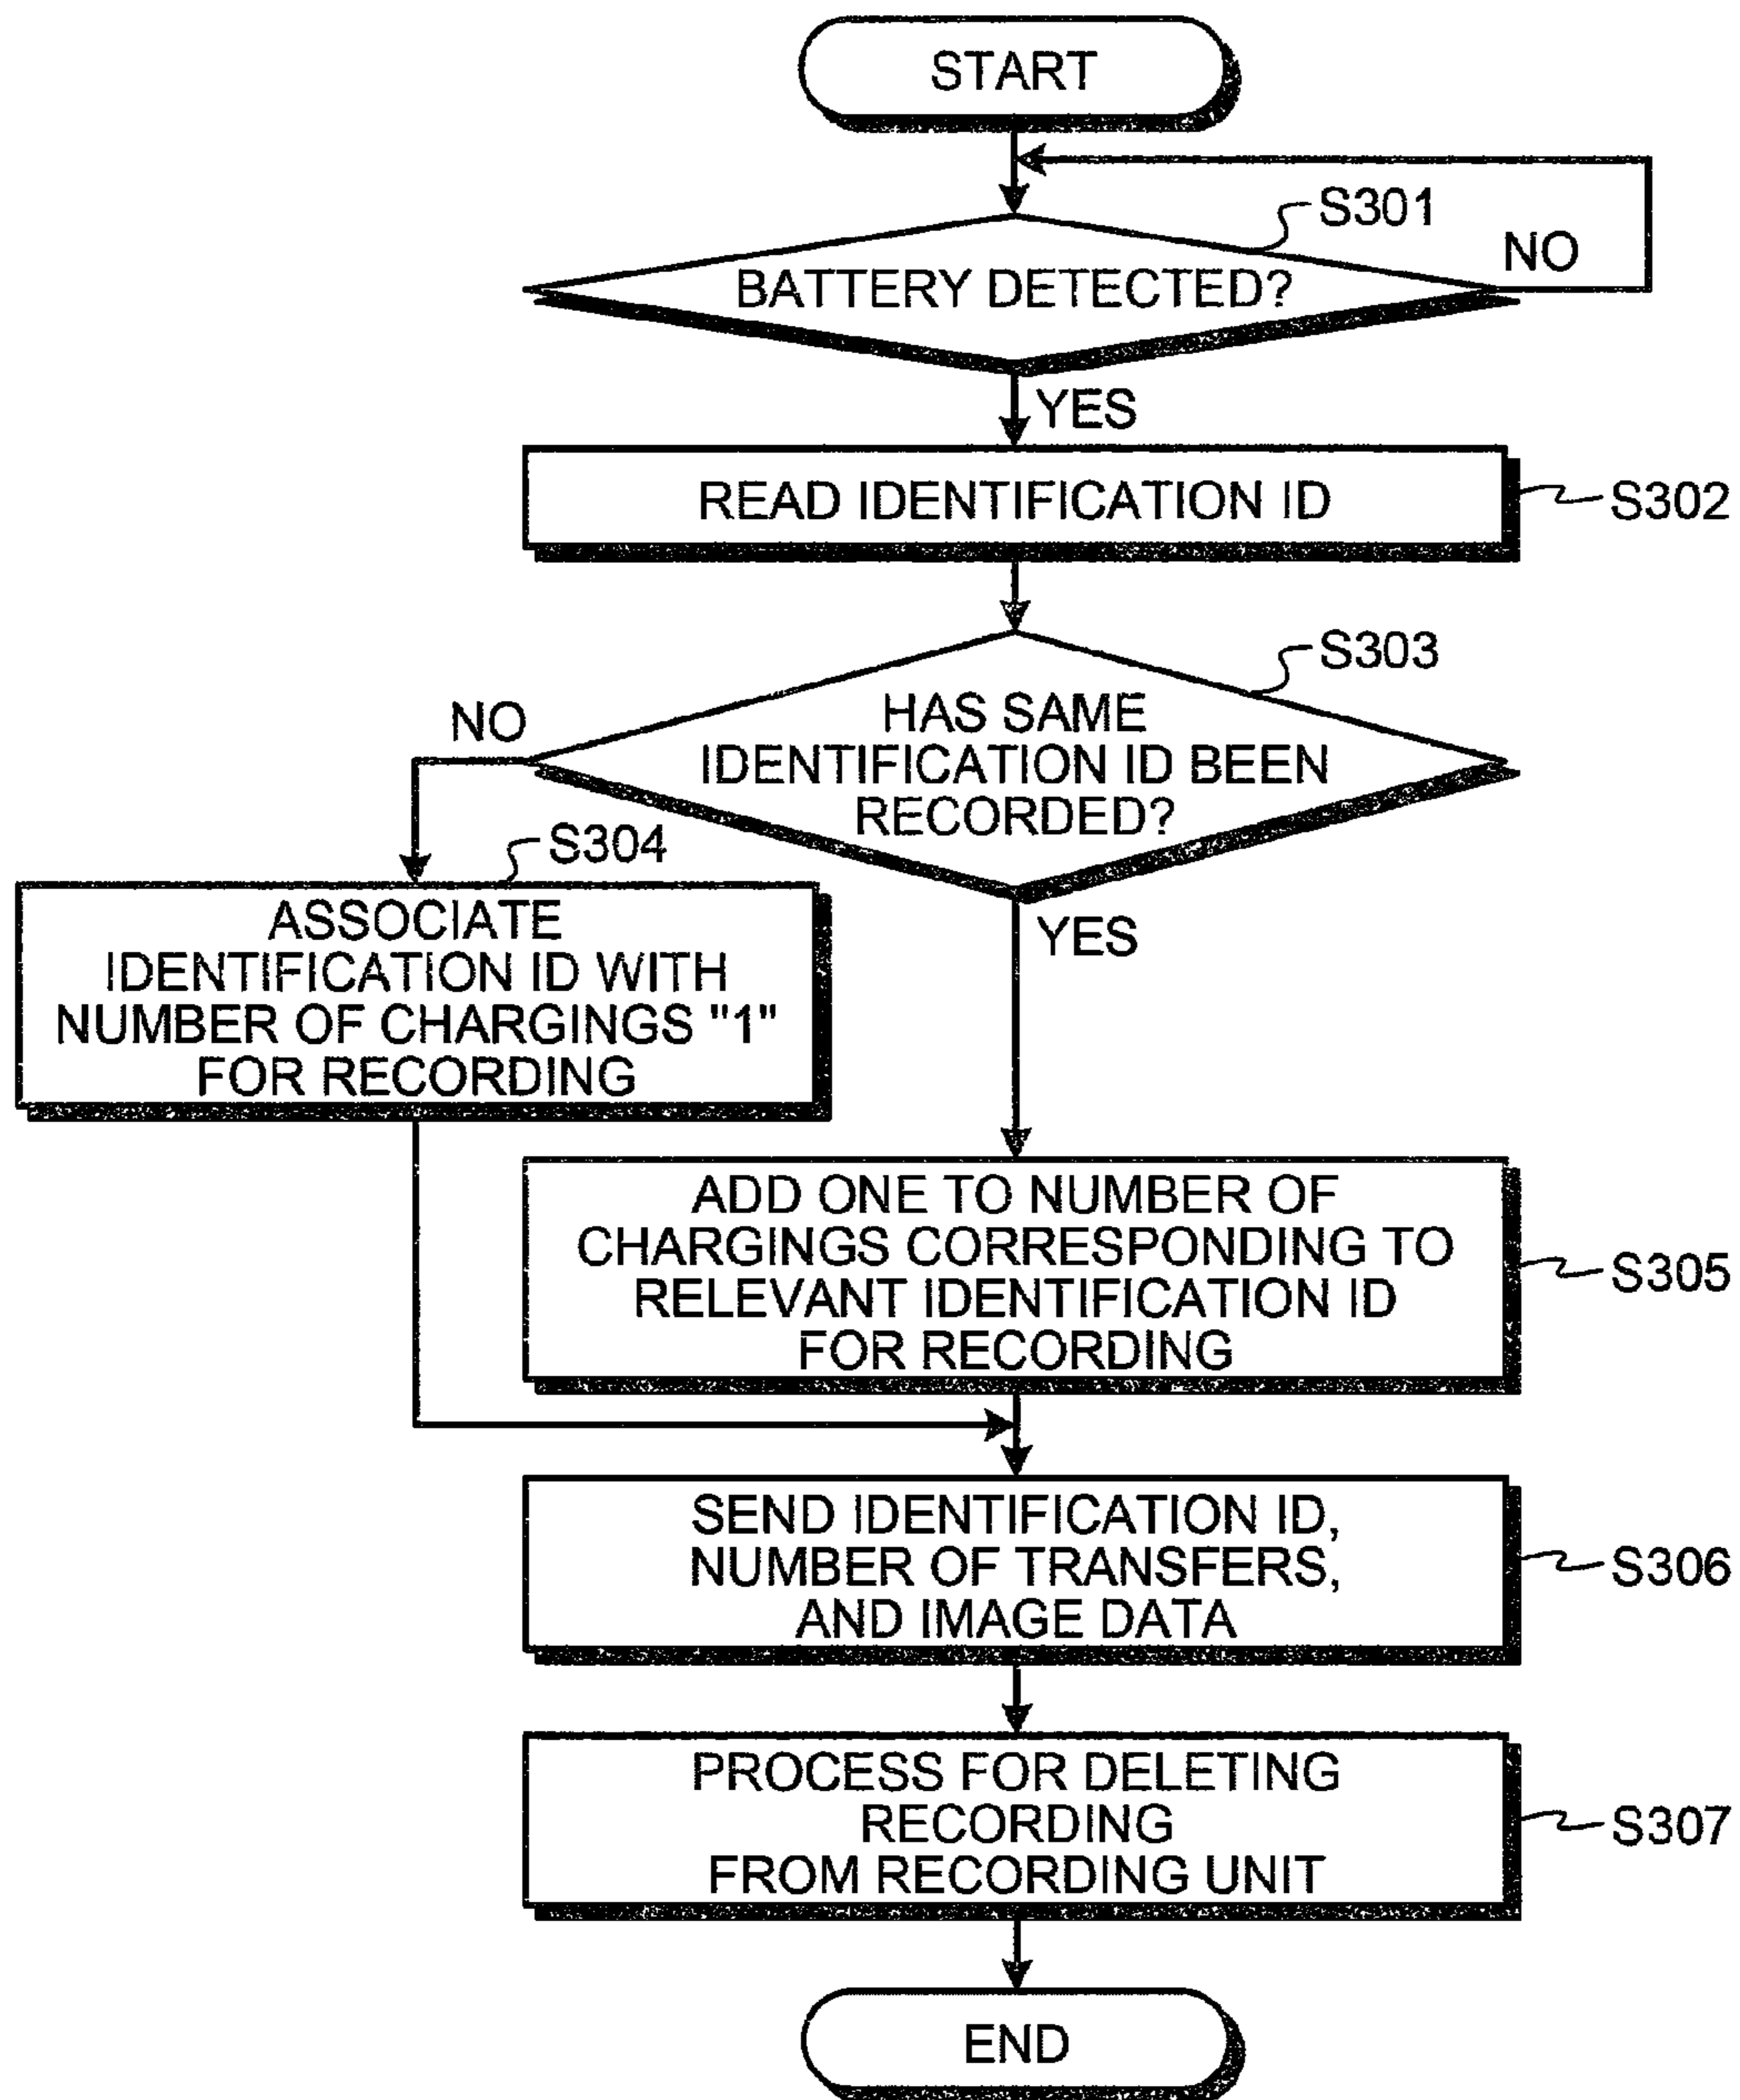 START
S301
NO
BATTERY DETECTED?
YES
READ IDENTIFICATION ID
S302
S303
HAS SAME
IDENTIFICATION ID BEEN
RECORDED?
NO
S304
ASSOCIATE
IDENTIFICATION ID WITH
NUMBER OF CHARGINGS "1"
FOR RECORDING
YES
ADD ONE TO NUMBER OF
CHARGINGS CORRESPONDING TO
RELEVANT IDENTIFICATION ID
FOR RECORDING
S305
SEND IDENTIFICATION ID,
NUMBER OF TRANSFERS,
AND IMAGE DATA
S306
PROCESS FOR DELETING
RECORDING
FROM RECORDING UNIT
S307
END